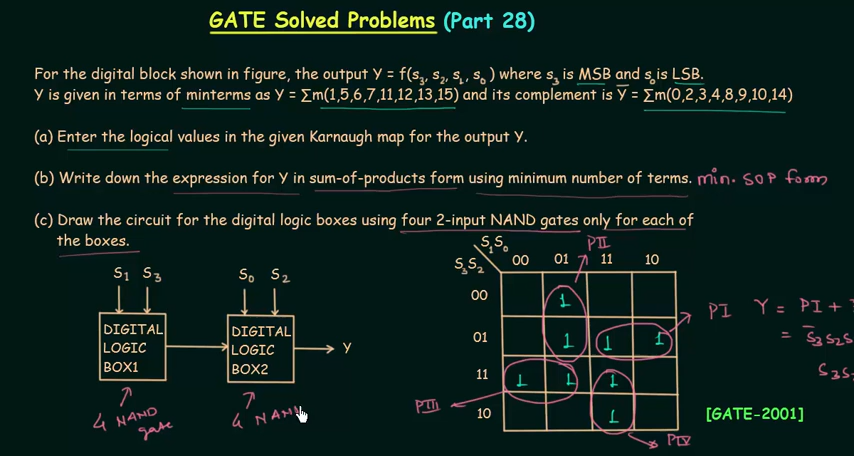 GATE Solved Problems (Part 28)
For the digital block shown in figure, the output Y = f(s₃, s₂, s₁, s₀) where s₃ is MSB and s₀ is LSB.
Y is given in terms of minterms as Y = ∑m(1,5,6,7,11,12,13,15) and its complement is Y̅ = ∑m(0,2,3,4,8,9,10,14)
(a) Enter the logical values in the given Karnaugh map for the output Y.
(b) Write down the expression for Y in sum-of-products form using minimum number of terms. min. SOP form
(c) Draw the circuit for the digital logic boxes using four 2-input NAND gates only for each of
the boxes.
S₁ S₃
S₀ S₂
DIGITAL
LOGIC
BOX1
DIGITAL
LOGIC
BOX2
Y
4 NAND
gate
4 NAN
S₁S₀
S₃S₂
00 01 11 10
PII
00 1
01 1 1 1
11 1 1 1
10 1
PI
PIII
PIV
Y = PI +
= S̅₃S₂S
S₃S
[GATE-2001]